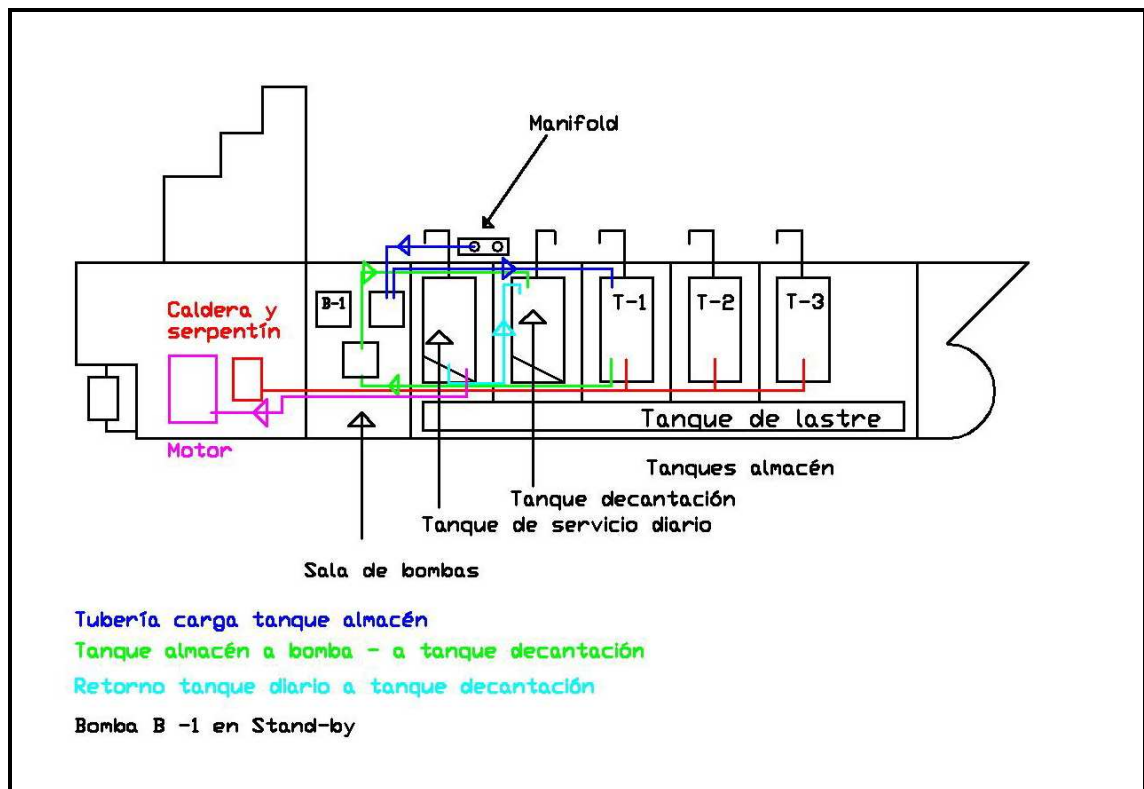 Manifold
Caldera y
serpentín
B-1
T-1
T-2
T-3
Tanque de lastre
Motor
Tanques almacén
Tanque decantación
Tanque de servicio diario
Sala de bombas
Tubería carga tanque almacén
Tanque almacén a bomba - a tanque decantación
Retorno tanque diario a tanque decantación
Bomba B -1 en Stand-by